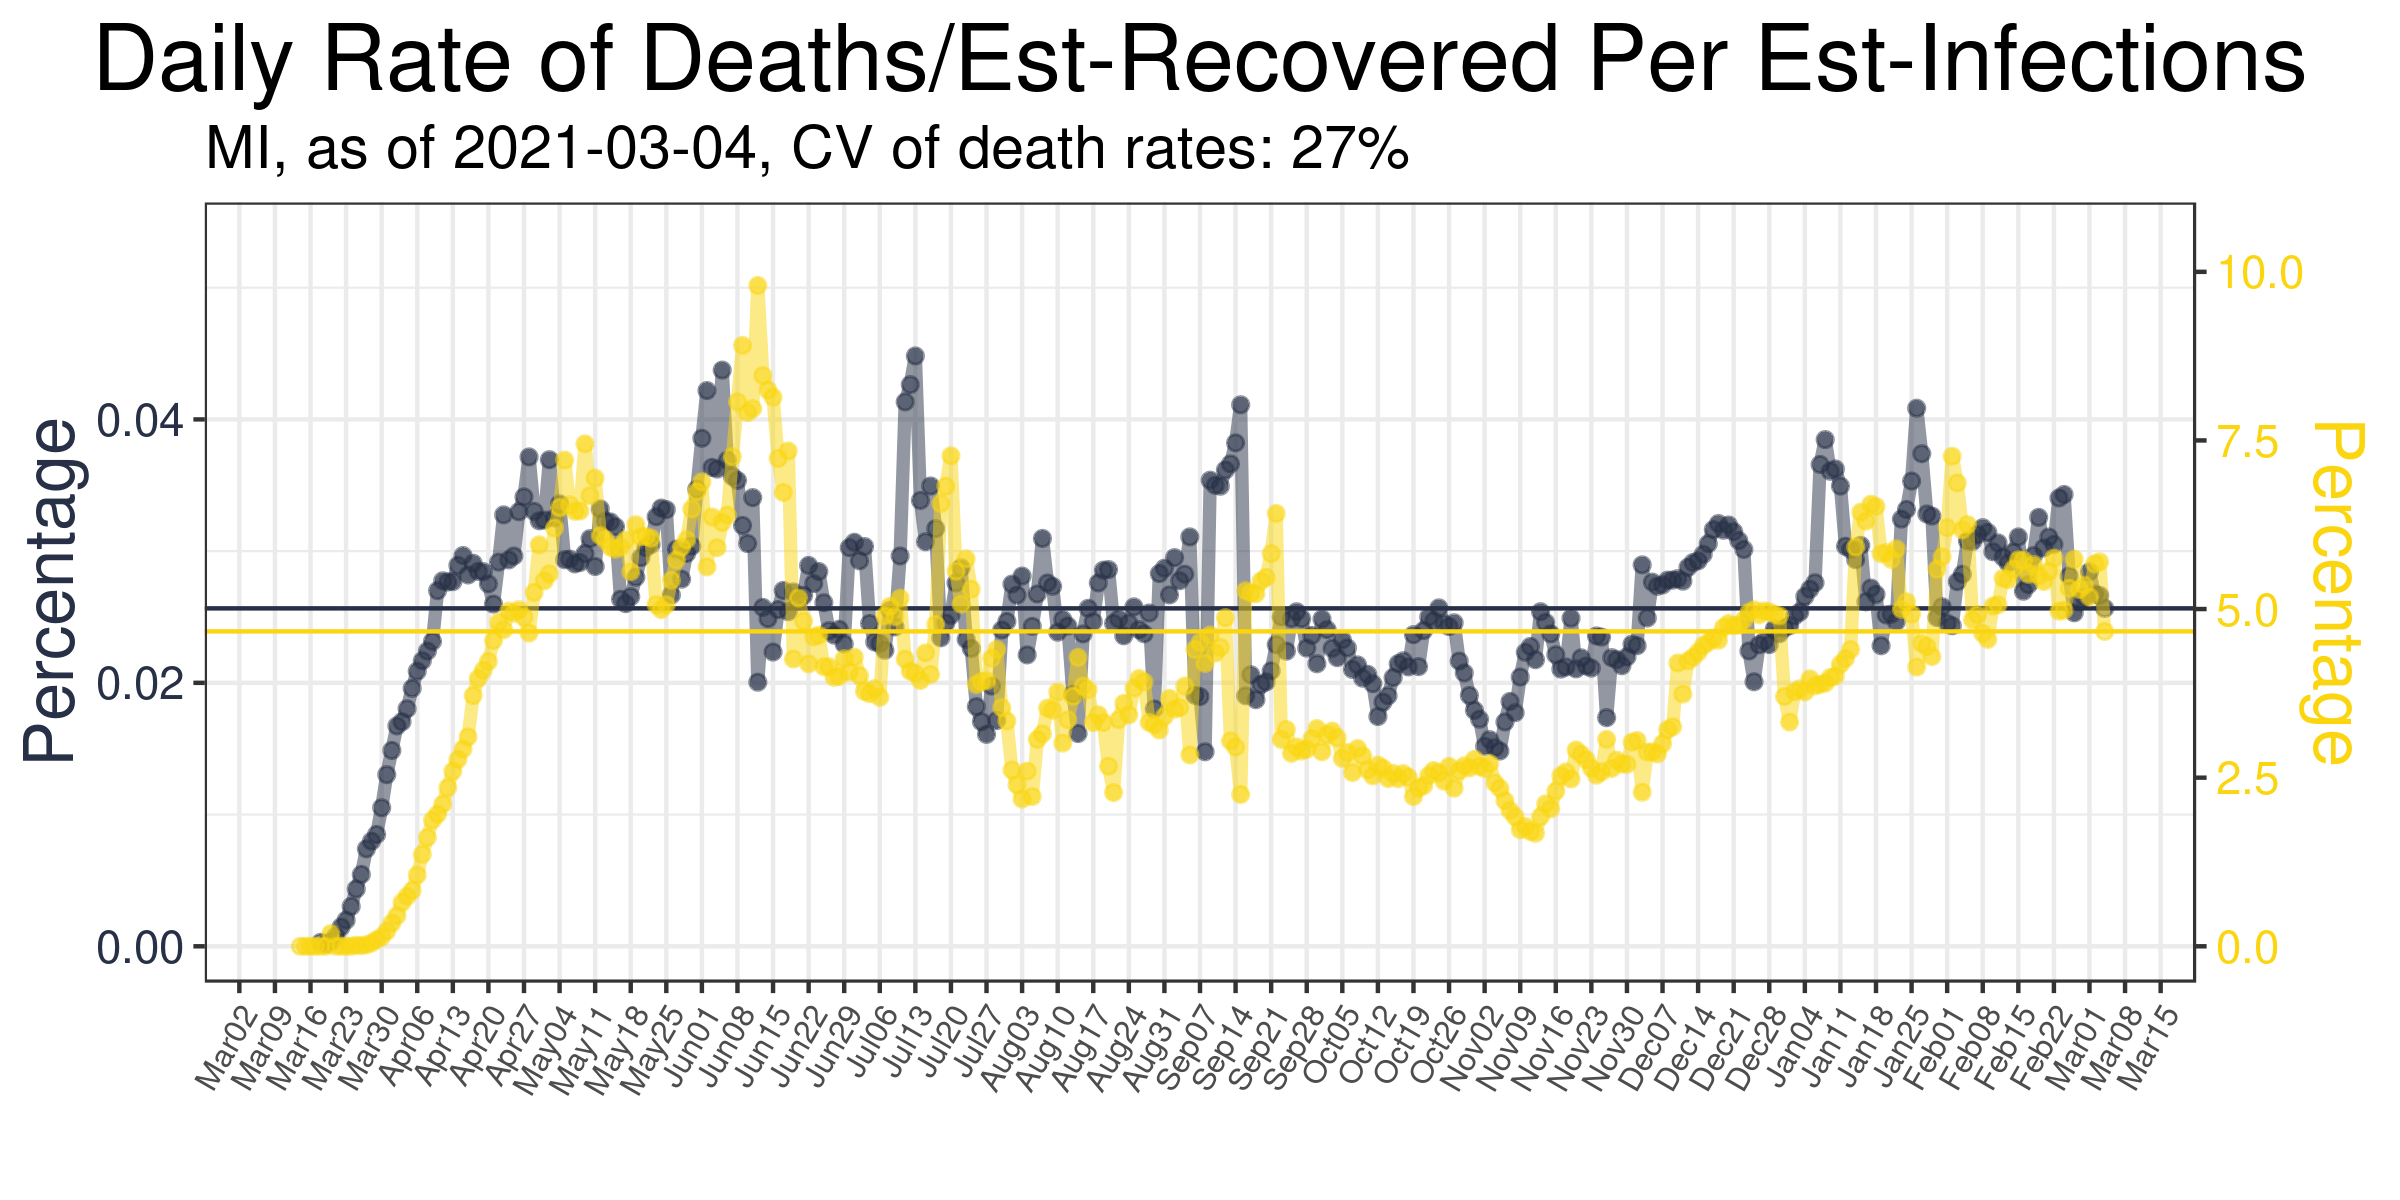 Daily Rate of Deaths/Est-Recovered Per Est-Infections
MI, as of 2021-03-04, CV of death rates: 27%
Percentage
0.04
0.02
0.00
10.0
7.5
5.0
2.5
0.0
Percentage
Mar02
Mar09
Mar16
Mar23
Mar30
Apr06
Apr13
Apr20
Apr27
May04
May11
May18
May25
Jun01
Jun08
Jun15
Jun22
Jun29
Jul06
Jul13
Jul20
Jul27
Aug03
Aug10
Aug17
Aug24
Aug31
Sep07
Sep14
Sep21
Sep28
Oct05
Oct12
Oct19
Oct26
Nov02
Nov09
Nov16
Nov23
Nov30
Dec07
Dec14
Dec21
Dec28
Jan04
Jan11
Jan18
Jan25
Feb01
Feb08
Feb15
Feb22
Mar01
Mar08
Mar15